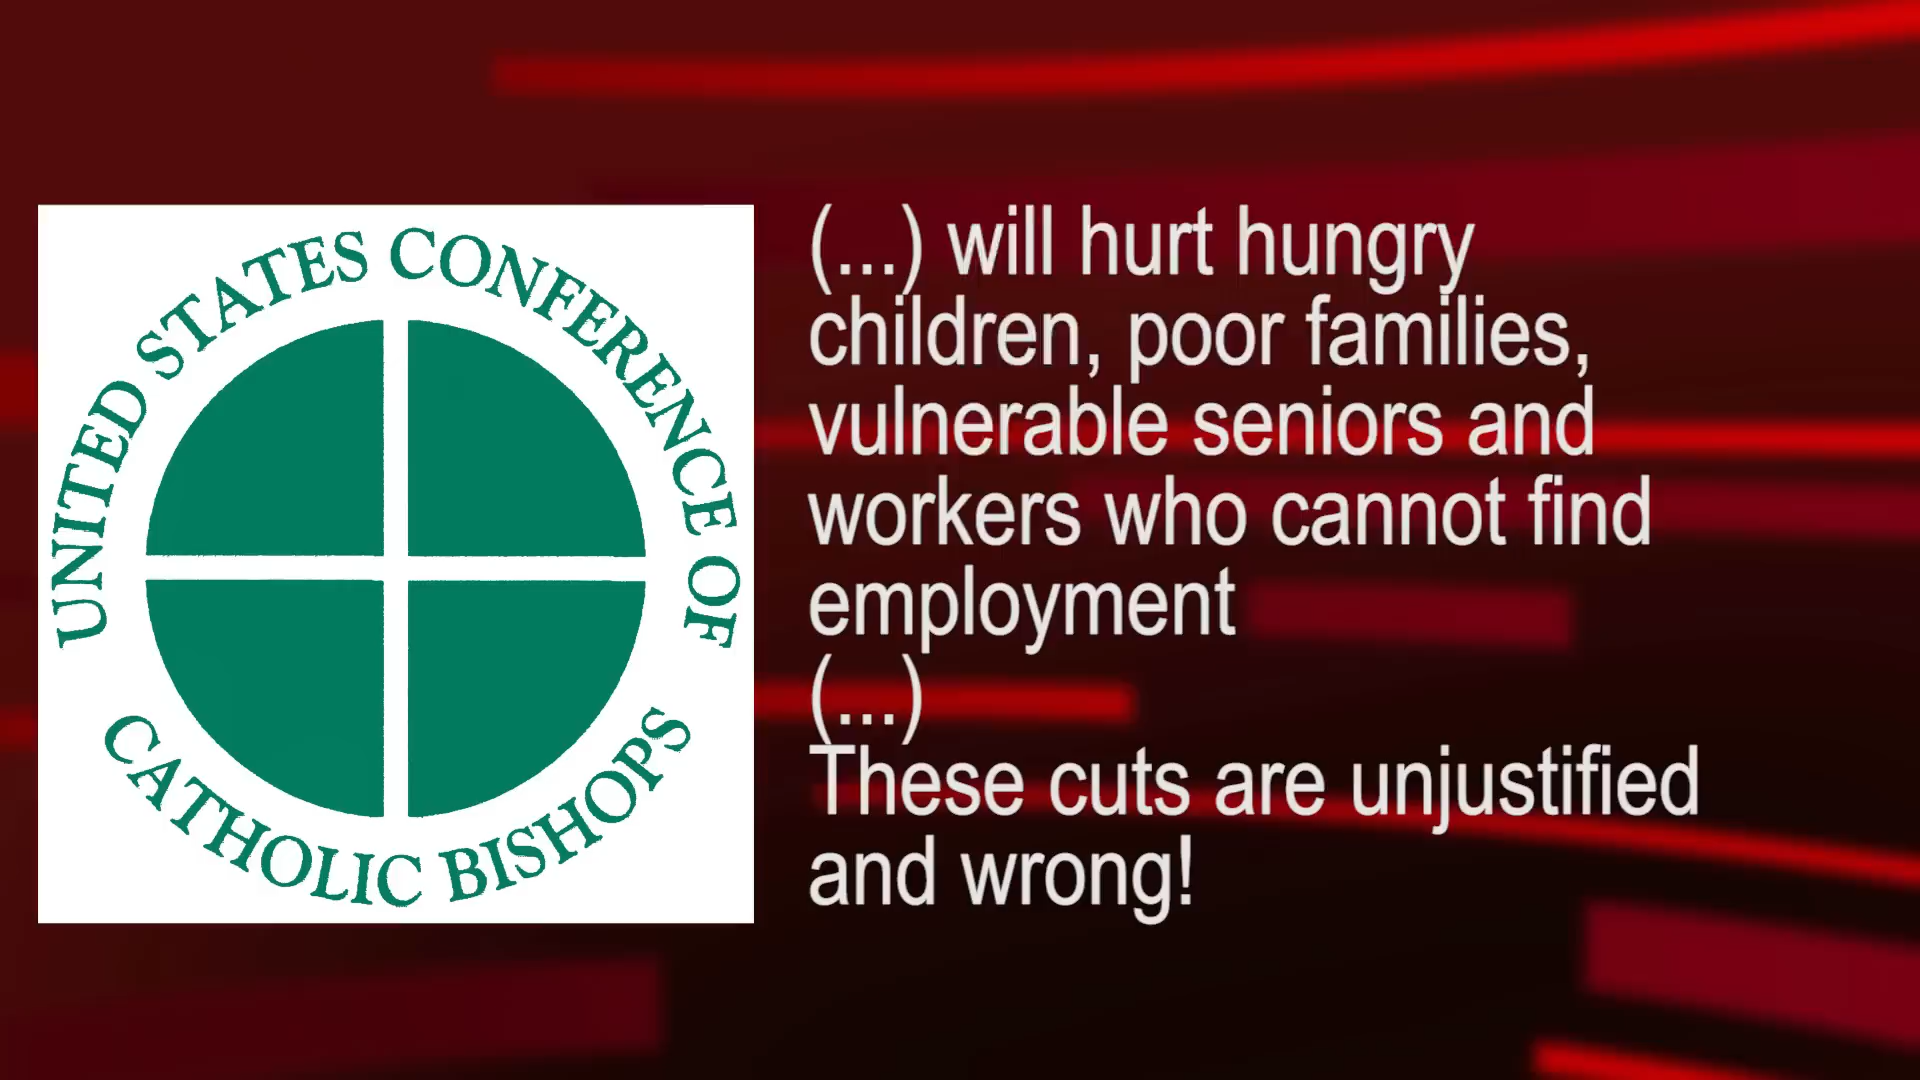 UNITED STATES CONFERENCE OF
CATHOLIC BISHOPS
(...) will hurt hungry
children, poor families,
vulnerable seniors and
workers who cannot find
employment
(...)
These cuts are unjustified
and wrong!